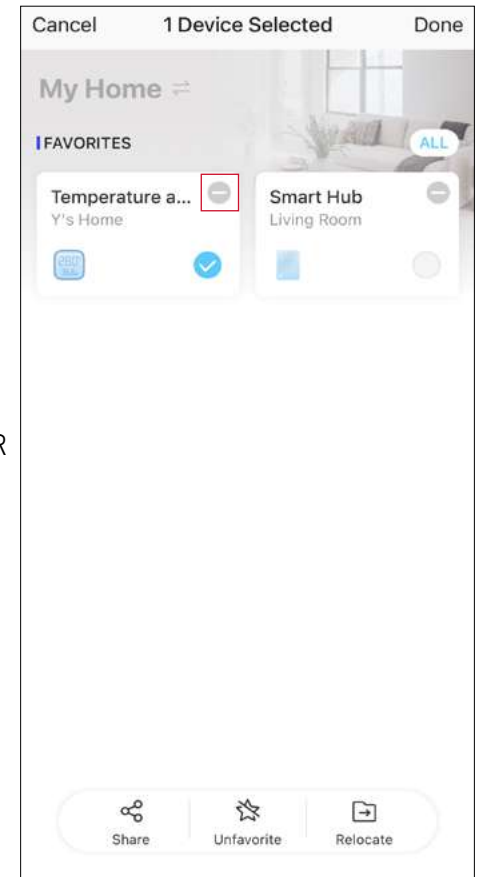 Cancel 1 Device Selected Done
My Home
FAVORITES ALL
Temperature a... Smart Hub
Y's Home Living Room
R
Share Unfavorite Relocate